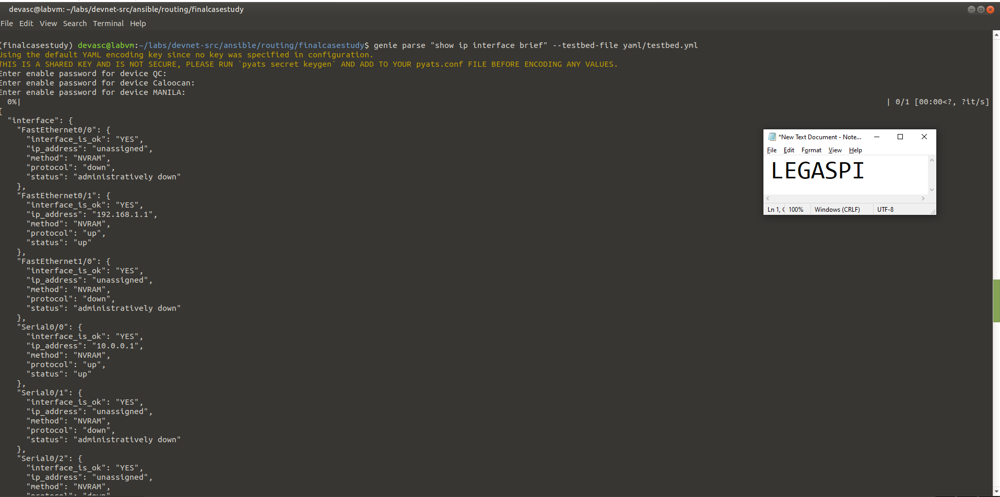 devasc@labvm: ~/labs/devnet-src/ansible/routing/finalcasestudy
File Edit View Search Terminal Help
(finalcasestudy) devasc@labvm:~/labs/devnet-src/ansible/routing/finalcasestudy$ genie parse "show ip interface brief" --testbed-file yaml/testbed.yml
Using the default YAML encoding key since no key was specified in configuration.
THIS IS A SHARED KEY AND IS NOT SECURE, PLEASE RUN `pyats secret keygen` AND ADD TO YOUR pyats.conf FILE BEFORE ENCODING ANY VALUES.
Enter enable password for device QC:
Enter enable password for device Caloocan:
Enter enable password for device MANILA:
0%| | 0/1 [00:00<?, ?it/s]
{
"interface": {
"FastEthernet0/0": {
"interface_is_ok": "YES",
"ip_address": "unassigned",
"method": "NVRAM",
"protocol": "down",
"status": "administratively down"
},
"FastEthernet0/1": {
"interface_is_ok": "YES",
"ip_address": "192.168.1.1",
"method": "NVRAM",
"protocol": "up",
"status": "up"
},
"FastEthernet1/0": {
"interface_is_ok": "YES",
"ip_address": "unassigned",
"method": "NVRAM",
"protocol": "down",
"status": "administratively down"
},
"Serial0/0": {
"interface_is_ok": "YES",
"ip_address": "10.0.0.1",
"method": "NVRAM",
"protocol": "up",
"status": "up"
},
"Serial0/1": {
"interface_is_ok": "YES",
"ip_address": "unassigned",
"method": "NVRAM",
"protocol": "down",
"status": "administratively down"
},
"Serial0/2": {
"interface_is_ok": "YES",
"ip_address": "unassigned",
"method": "NVRAM",
"protocol": "down"
*New Text Document - Note...
File Edit Format View Help
LEGASPI
Ln 1, 100% Windows (CRLF) UTF-8